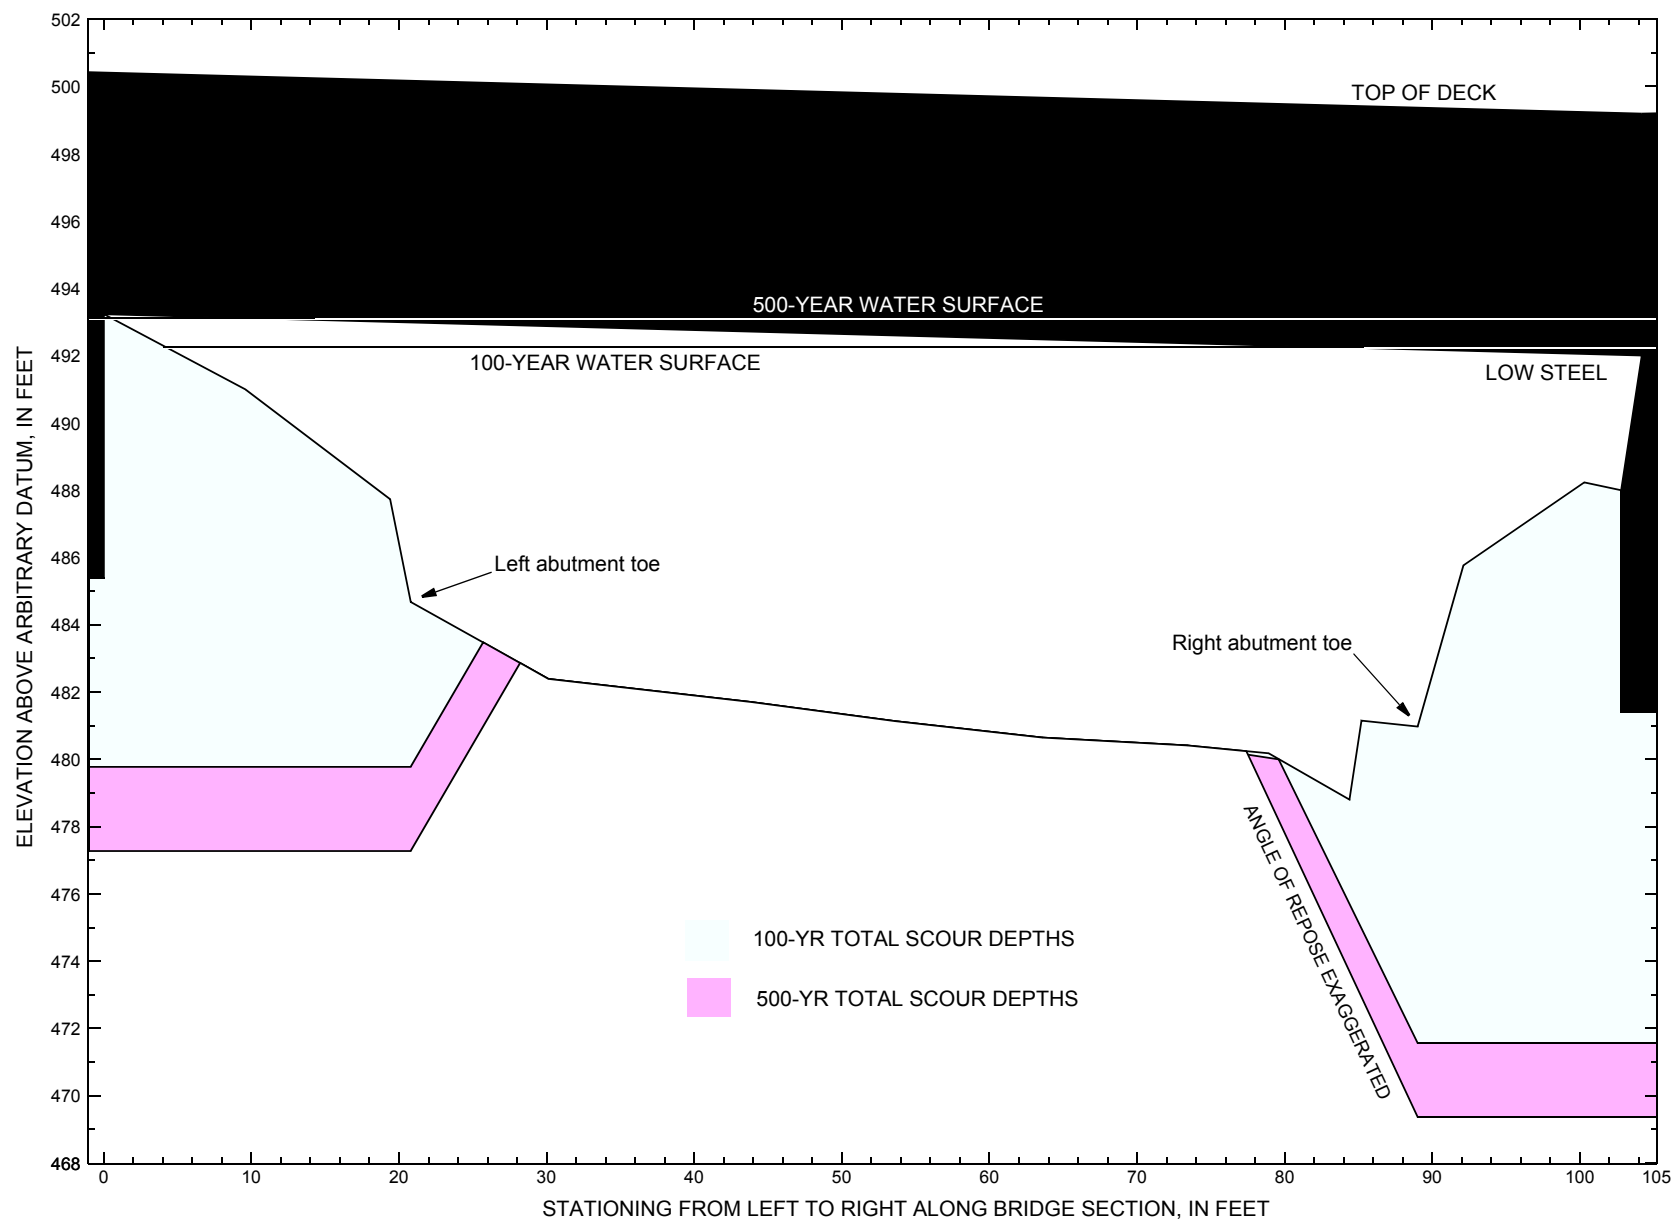 502
500
498
496
494
492
490
488
486
484
482
480
478
476
474
472
470
468
ELEVATION ABOVE ARBITRARY DATUM, IN FEET
TOP OF DECK
500-YEAR WATER SURFACE
100-YEAR WATER SURFACE
LOW STEEL
Left abutment toe
Right abutment toe
ANGLE OF REPOSE EXAGGERATED
100-YR TOTAL SCOUR DEPTHS
500-YR TOTAL SCOUR DEPTHS
0 10 20 30 40 50 60 70 80 90 100 105
STATIONING FROM LEFT TO RIGHT ALONG BRIDGE SECTION, IN FEET